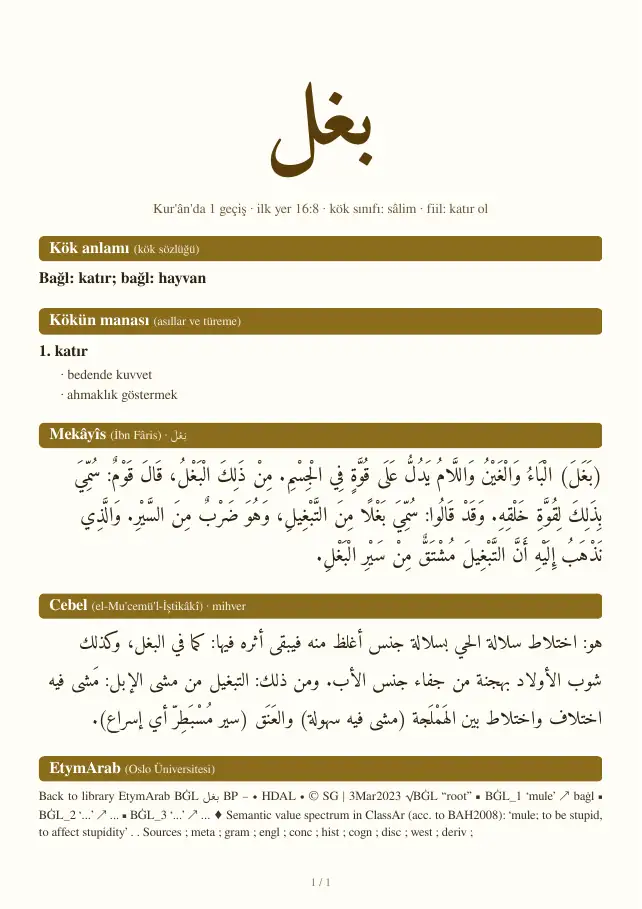 بغل
Kur'ân'da 1 geçiş · ilk yer 16:8 · kök sınıfı: sâlim · fiil: katır ol
Kök anlamı (kök sözlüğü)
Bağl: katır; bağl: hayvan
Kökün manası (asıllar ve türeme)
1. katır
· bedende kuvvet
· ahmaklık göstermek
Mekâyîs (İbn Fâris) · بَغْل
(بَغَلَ) الْبَاءُ وَالْغَيْنُ وَاللَّامُ يَدُلُّ عَلَى قُوَّةٍ فِي الْجِسْمِ. مِنْ ذَلِكَ الْبَغْلُ، قَالَ قَوْمٌ: سُمِّيَ
بِذَلِكَ لِقُوَّةِ خَلْقِهِ. وَقَدْ قَالُوا: سُمِّيَ بَغْلًا مِنَ التَّبْغِيلِ، وَهُوَ ضَرْبٌ مِنَ السَّيْرِ. وَالَّذِي
نَذْهَبُ إِلَيْهِ أَنَّ التَّبْغِيلَ مُشْتَقٌّ مِنْ سَيْرِ الْبَغْلِ.
Cebel (el-Mu'cemü'l-İştikâkî) · mihver
هو: اختلاط سلالة الحي بسلالة جنس أغلظ منه فيبقى أثره فيها: كما في البغل، وكذلك
شوب الأولاد بهجنة من جفاء جنس الأب. ومن ذلك: التبغيل من مشى الإبل: مَشى فيه
اختلاف واختلاط بين الهَمْلَجة (مشى فيه سهولة) والعَنَق (سير مُسْبَطِرّ أي إسراع).
EtymArab (Oslo Üniversitesi)
Back to library EtymArab BĠL بغل BP – • HDAL • © SG | 3Mar2023 √BĠL “root” ▪ BĠL_1 ‘mule’ ↗ baġl ▪
BĠL_2 ‘...’ ↗ ... ▪ BĠL_3 ‘...’ ↗ ... ♦ Semantic value spectrum in ClassAr (acc. to BAH2008): ‘mule; to be stupid,
to affect stupidity’ . . Sources ; meta ; gram ; engl ; conc ; hist ; cogn ; disc ; west ; deriv ;
1 / 1